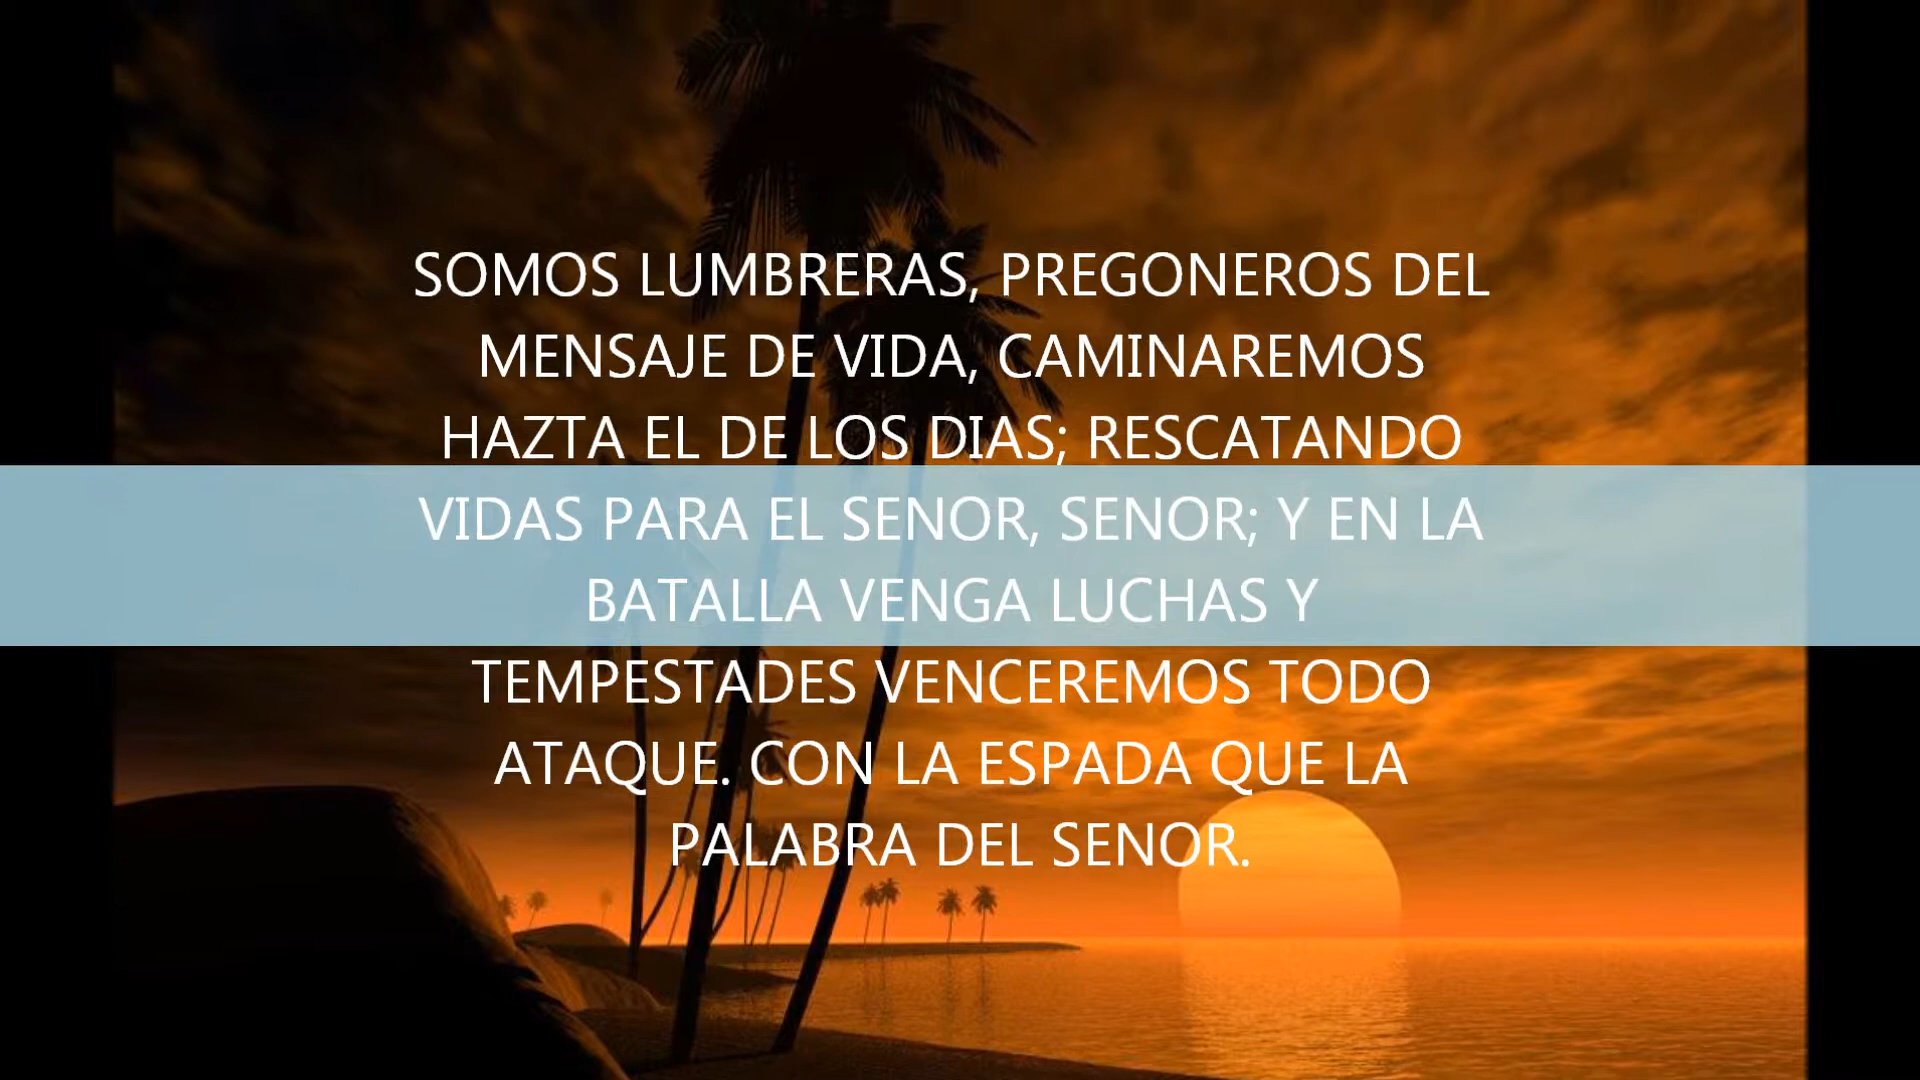 SOMOS LUMBRERAS, PREGONEROS DEL
MENSAJE DE VIDA, CAMINAREMOS
HAZTA EL DE LOS DIAS; RESCATANDO
VIDAS PARA EL SENOR, SENOR; Y EN LA
BATALLA VENGA LUCHAS Y
TEMPESTADES VENCEREMOS TODO
ATAQUE. CON LA ESPADA QUE LA
PALABRA DEL SENOR.